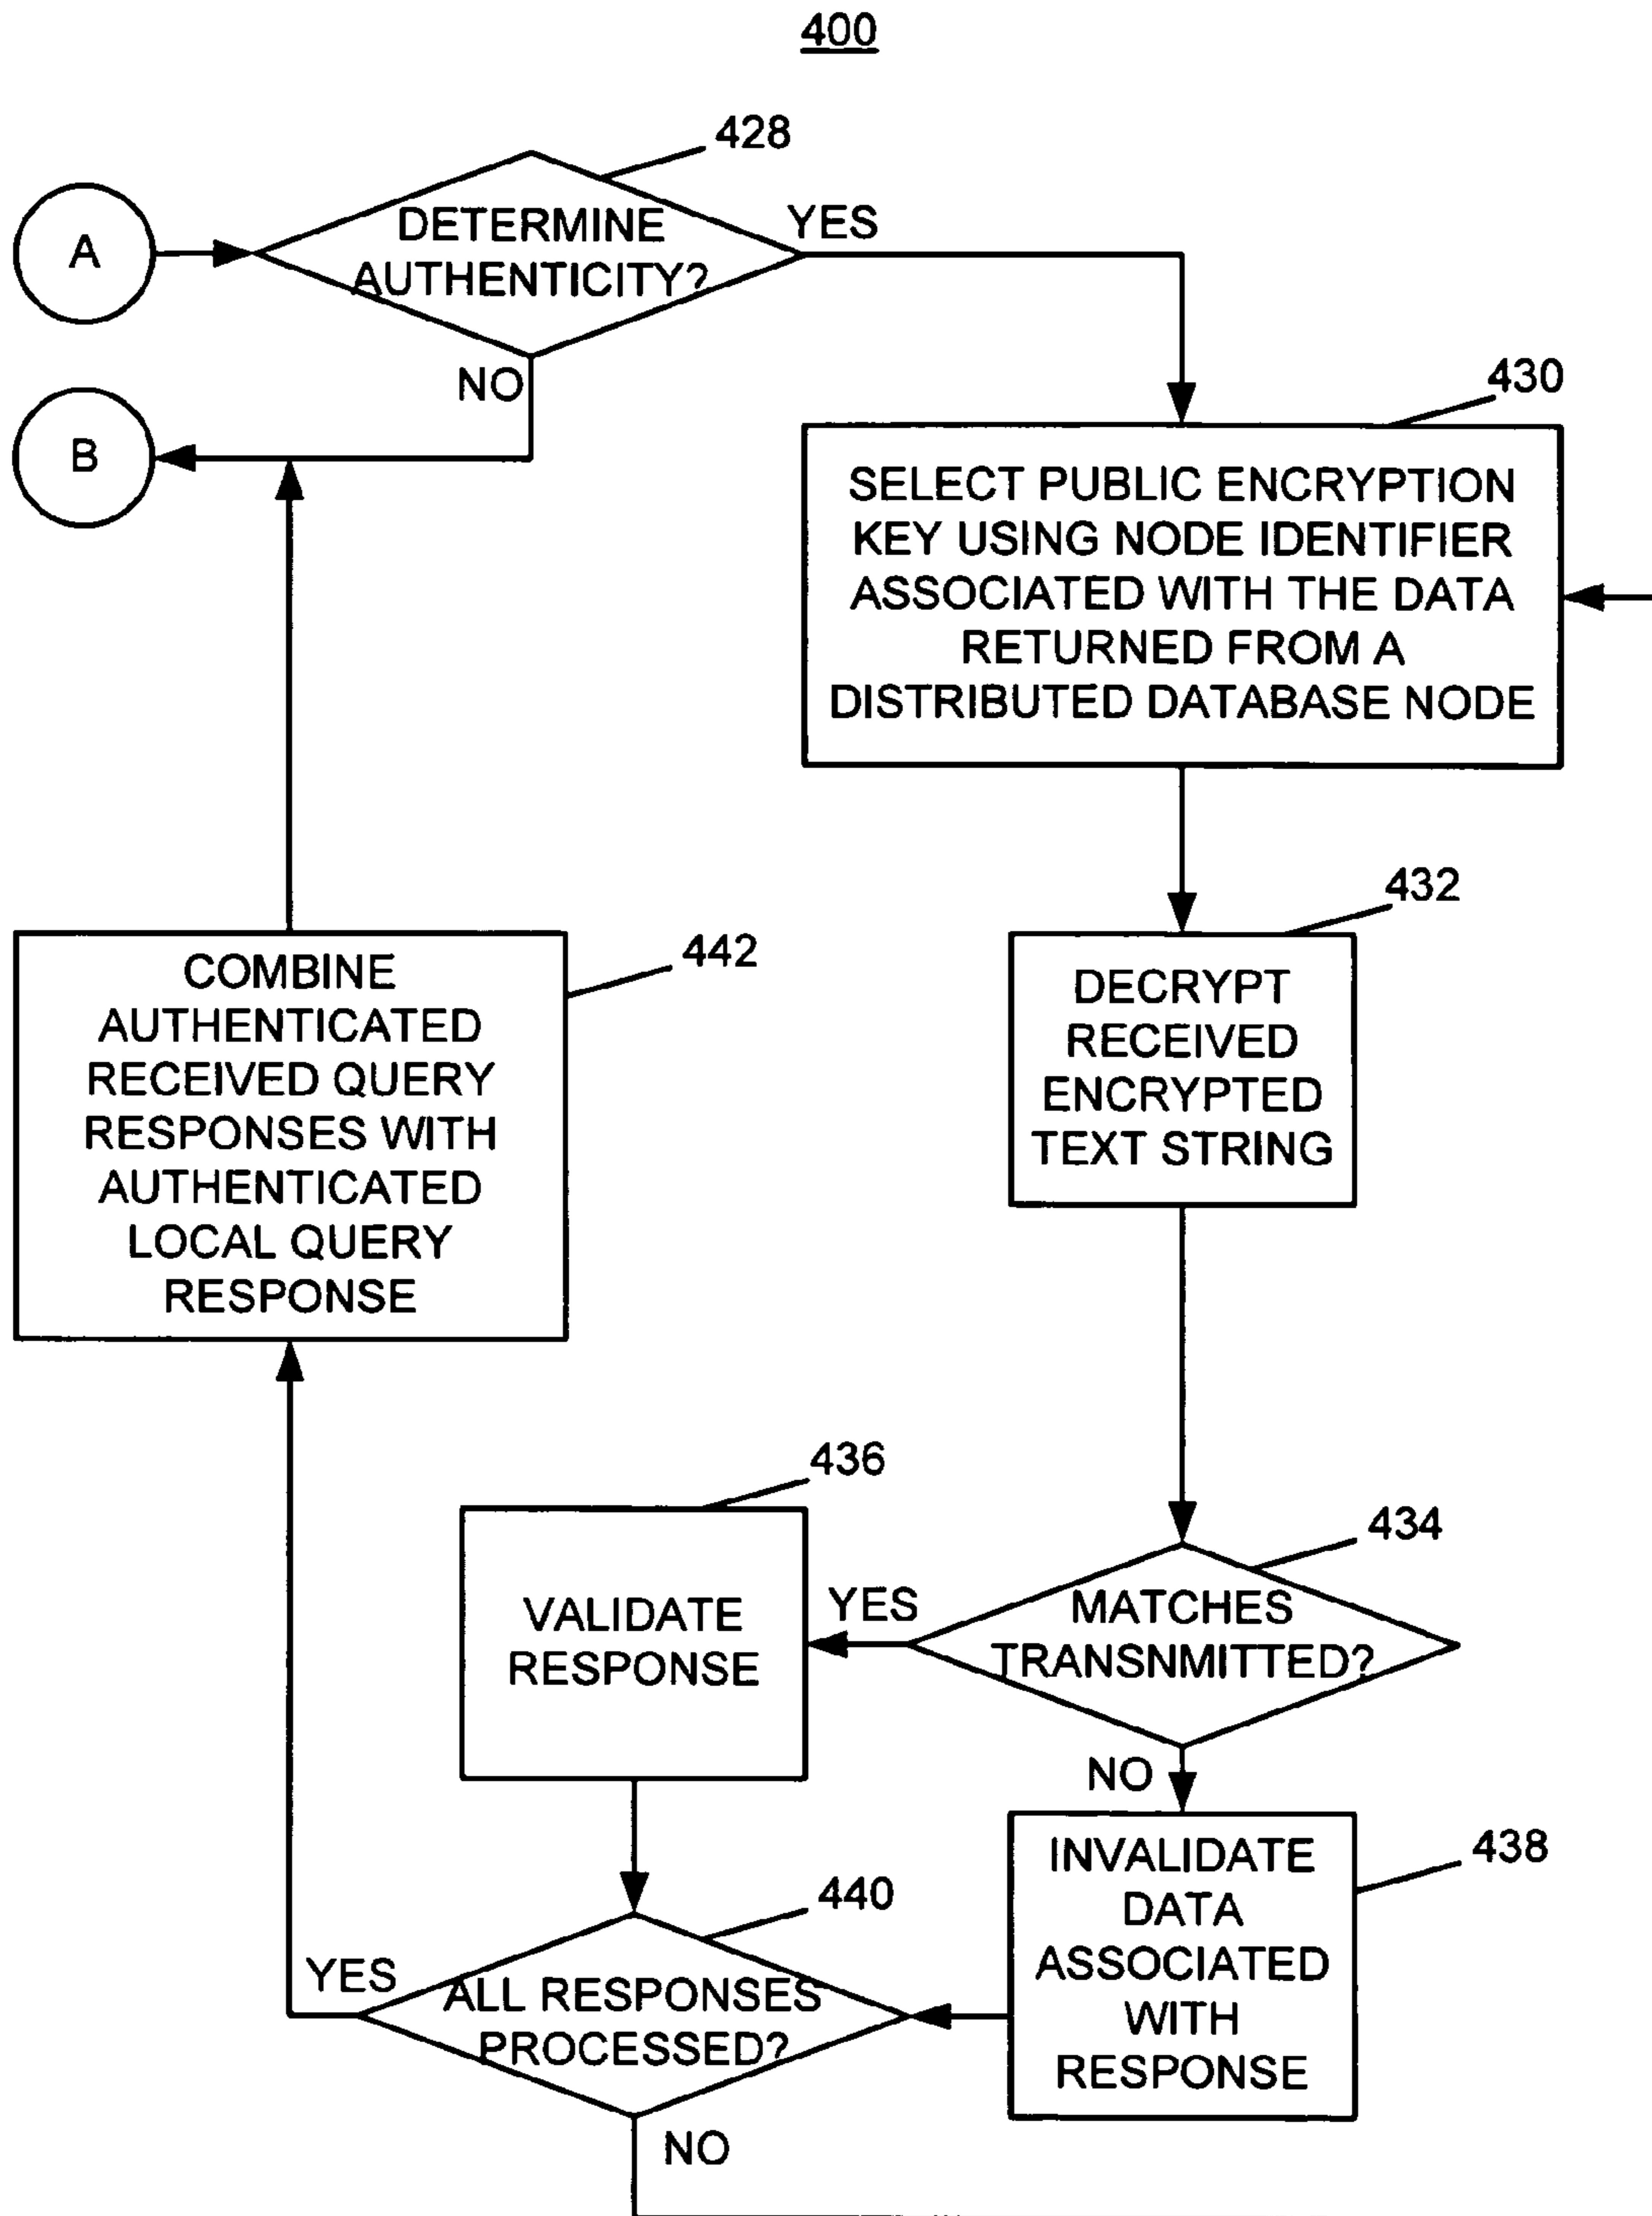 400
428
A
DETERMINE
AUTHENTICITY?
YES
NO
B
430
SELECT PUBLIC ENCRYPTION
KEY USING NODE IDENTIFIER
ASSOCIATED WITH THE DATA
RETURNED FROM A
DISTRIBUTED DATABASE NODE
432
DECRYPT
RECEIVED
ENCRYPTED
TEXT STRING
442
COMBINE
AUTHENTICATED
RECEIVED QUERY
RESPONSES WITH
AUTHENTICATED
LOCAL QUERY
RESPONSE
436
VALIDATE
RESPONSE
434
YES
MATCHES
TRANSNMITTED?
NO
438
INVALIDATE
DATA
ASSOCIATED
WITH
RESPONSE
440
YES
ALL RESPONSES
PROCESSED?
NO